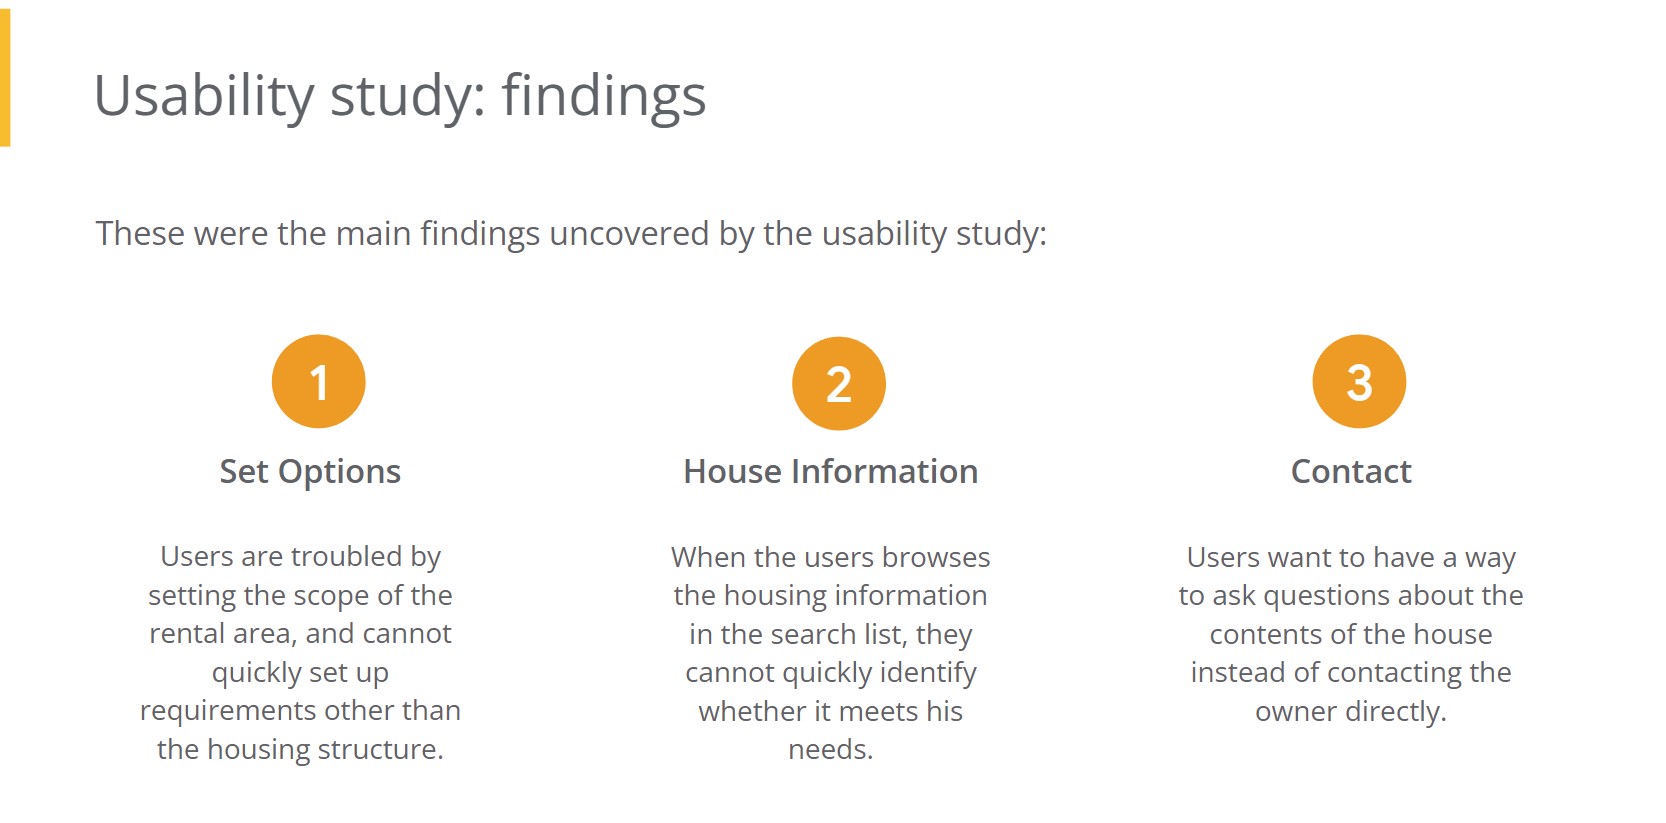 Usability study: findings
These were the main findings uncovered by the usability study:
1
Set Options
Users are troubled by
setting the scope of the
rental area, and cannot
quickly set up
requirements other than
the housing structure.
2
House Information
When the users browses
the housing information
in the search list, they
cannot quickly identify
whether it meets his
needs.
3
Contact
Users want to have a way
to ask questions about the
contents of the house
instead of contacting the
owner directly.